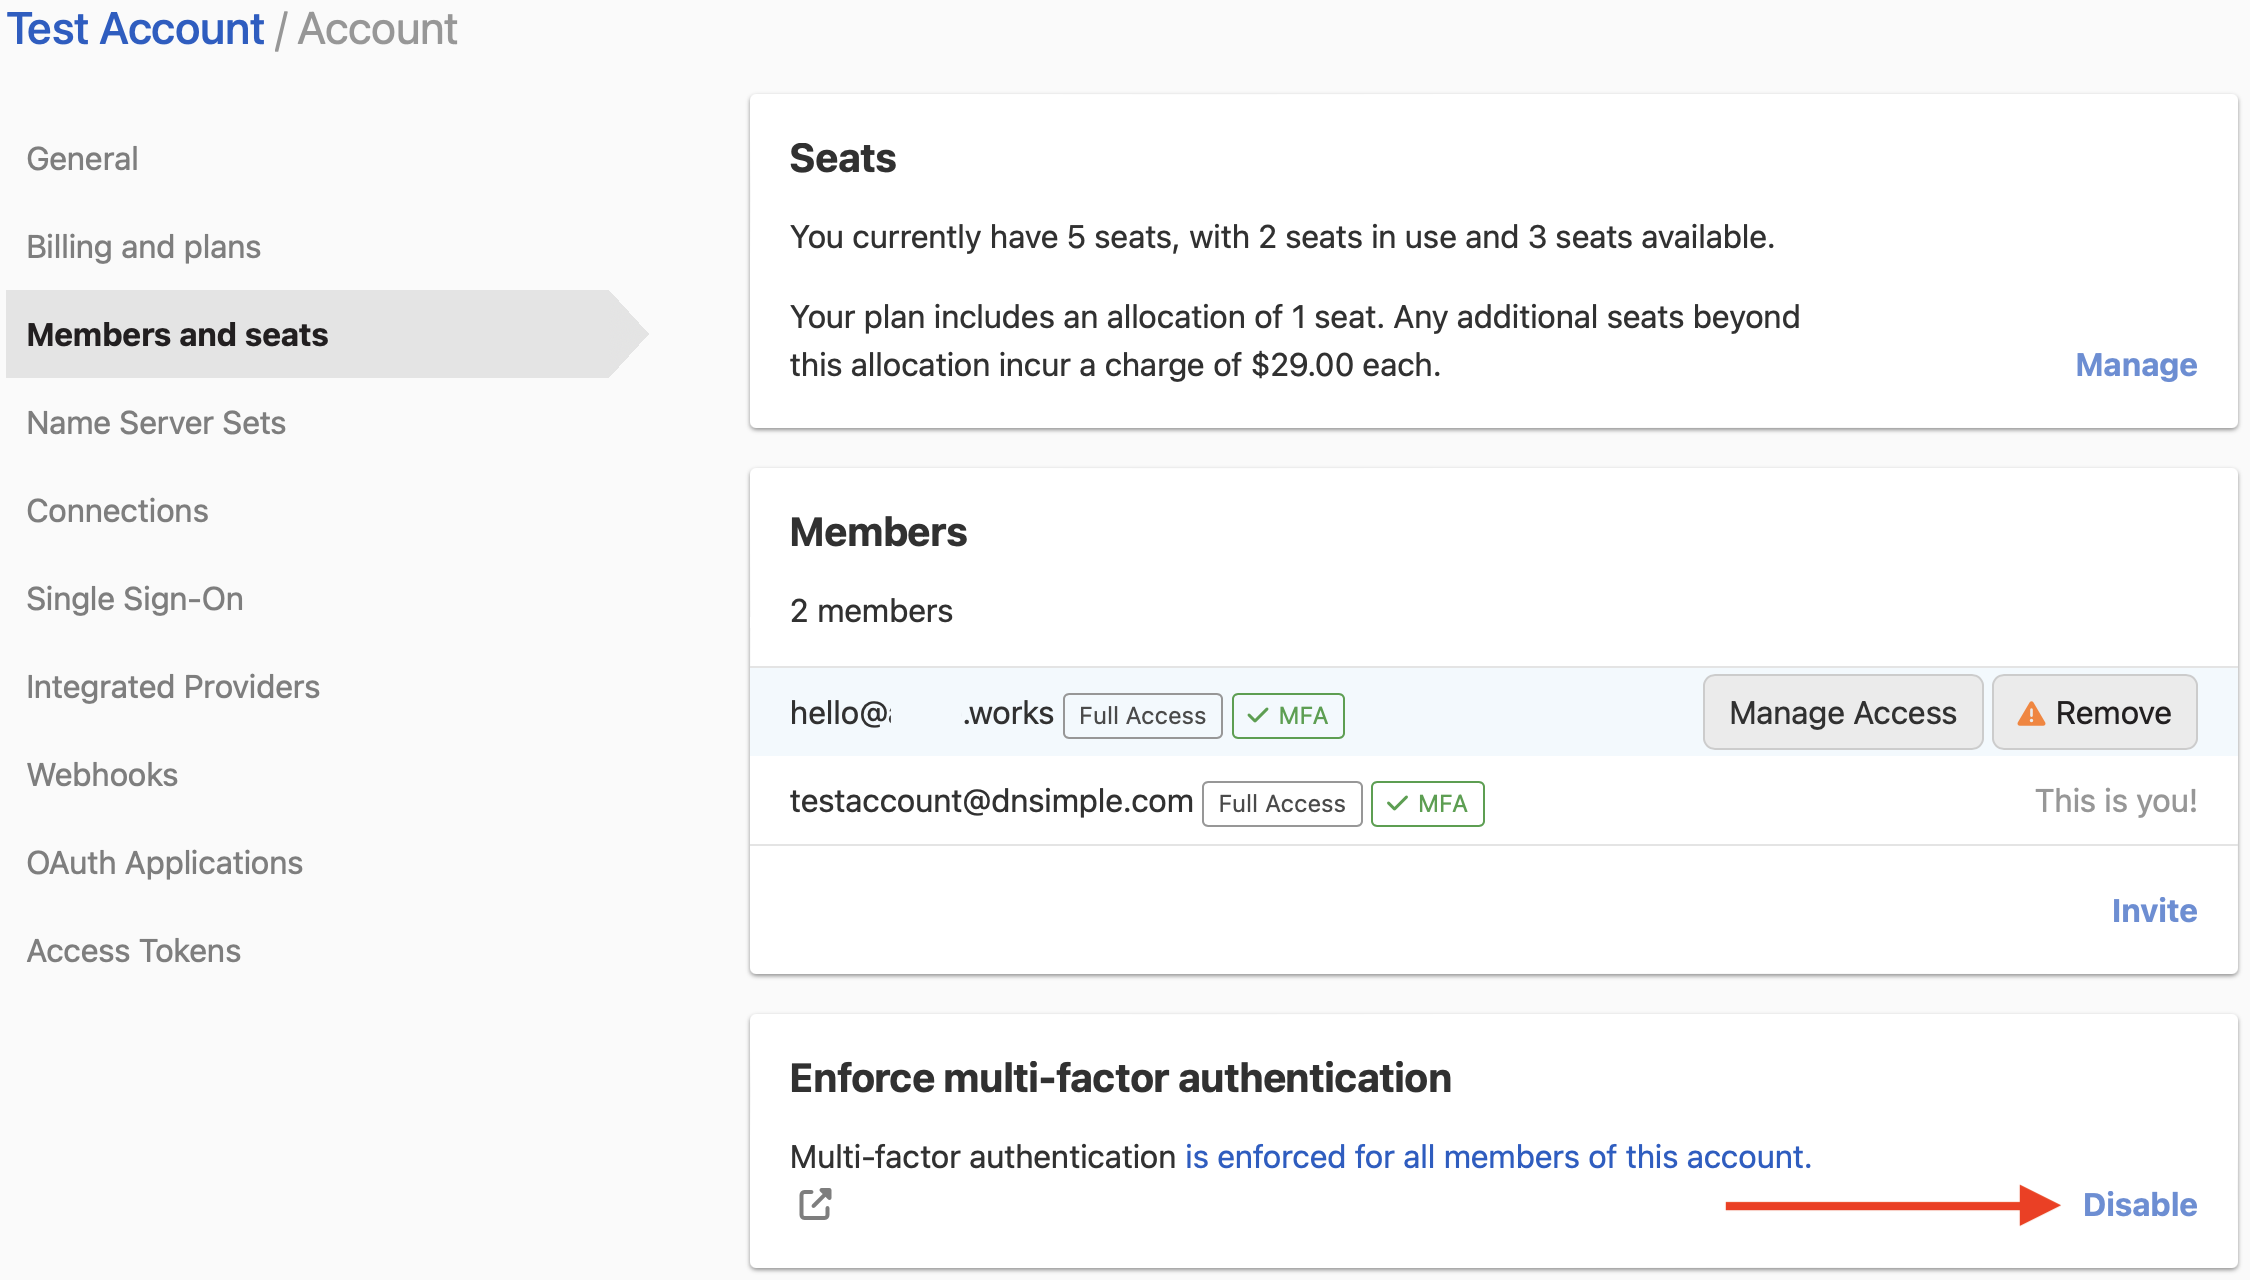 Test Account / Account
General
Billing and plans
Members and seats
Name Server Sets
Connections
Single Sign-On
Integrated Providers
Webhooks
OAuth Applications
Access Tokens
Seats
You currently have 5 seats, with 2 seats in use and 3 seats available.
Your plan includes an allocation of 1 seat. Any additional seats beyond
this allocation incur a charge of $29.00 each.
Manage
Members
2 members
hello@ .works Full Access MFA Manage Access Remove
testaccount@dnsimple.com Full Access MFA This is you!
Invite
Enforce multi-factor authentication
Multi-factor authentication is enforced for all members of this account.
Disable